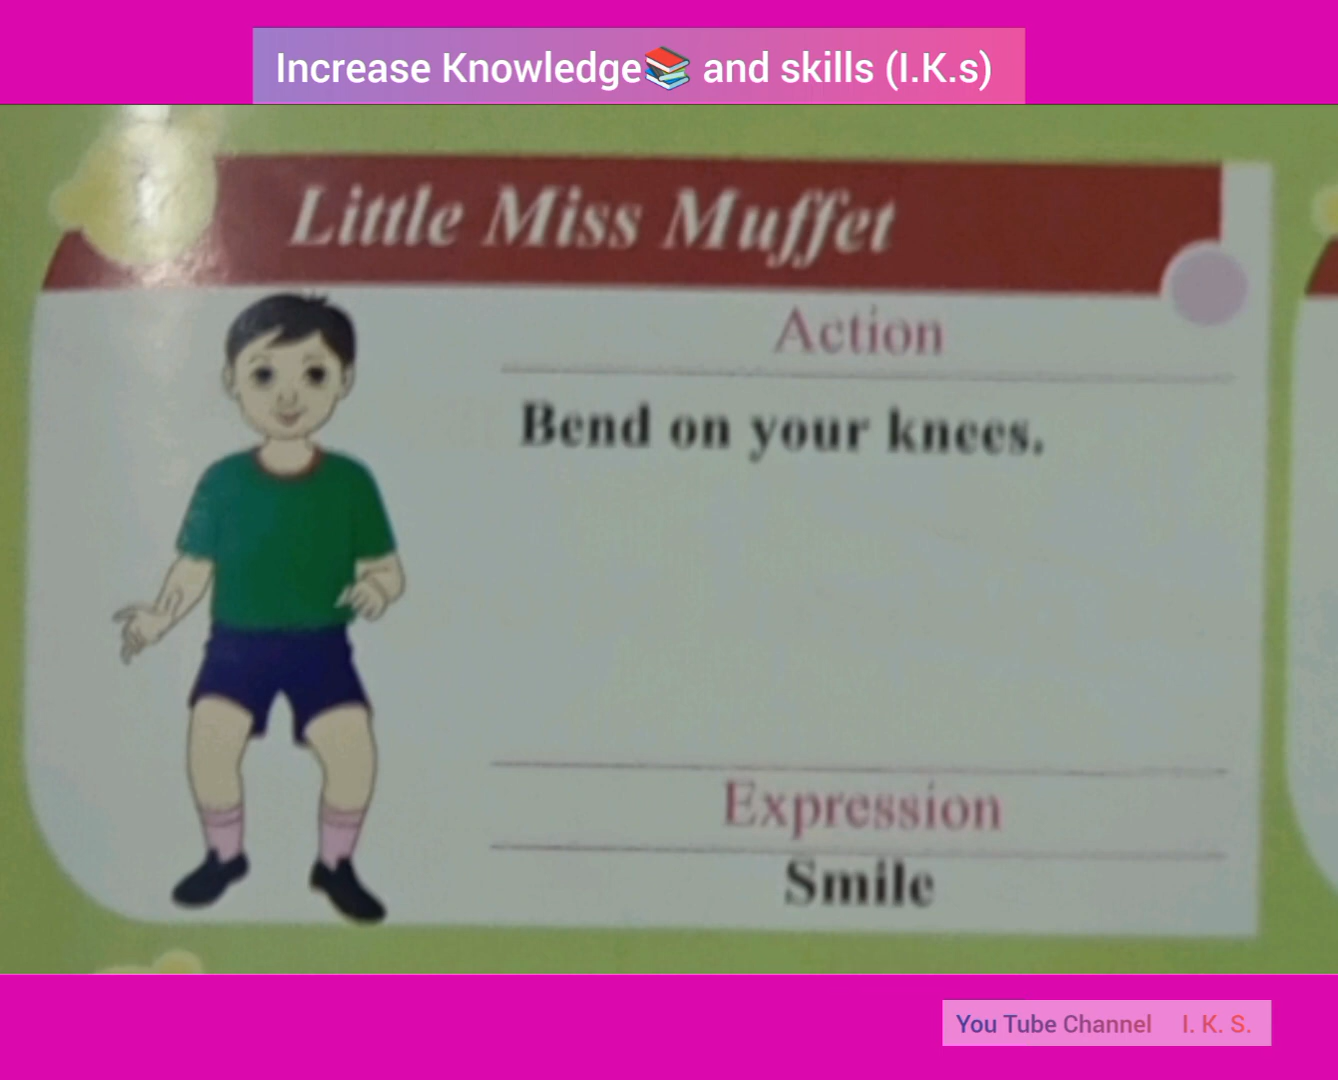 Increase Knowledge📚 and skills (I.K.s)
Little Miss Muffet
Action
Bend on your knees.
Expression
Smile
You Tube Channel I. K. S.